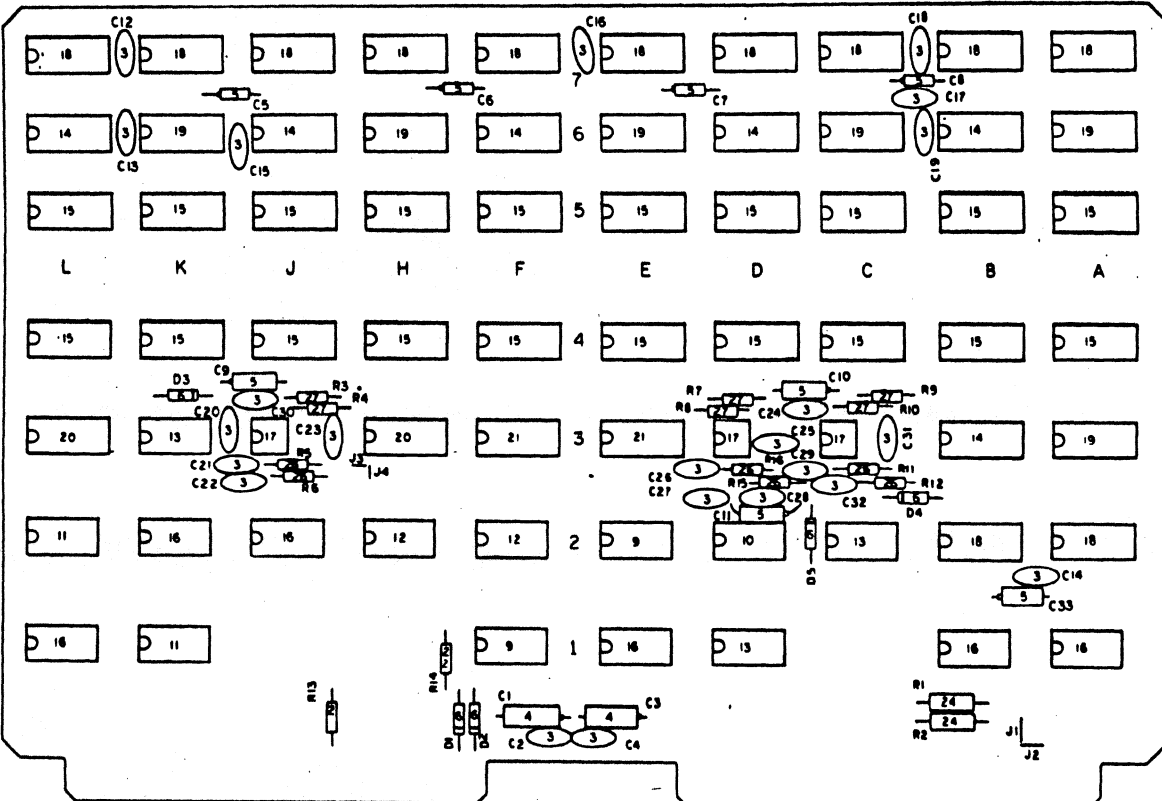 C12 C16 C18
18 3 18 18 18 18 3 18 18 18 3 18 18
7
5 C5 5 C6 5 C7 5 C8
3 C17
14 3 19 3 14 19 14 6 19 14 19 3 14 19
C13 C15 C19
15 15 15 15 15 5 15 15 15 15 15
L K J H F E D C B A
15 15 15 15 15 4 15 15 15 15 15
D3 6 C9 5 R3 27 R4 27 R7 27 R8 27 C10 5 R9 27 R10 27
C20 3 C30 C24 3
20 13 3 17 C23 3 20 21 3 21 17 3 C25 17 3 C31 14 19
C21 3 R5 26 J3 J4 C26 3 R16 26 C29 3 26 R11
C22 3 26 R6 R15 26 3 C32 26 R12
C27 3 3 C28 6 D4
C11 5
11 16 16 12 12 2 9 10 6 D5 13 18 18
3 C14
5 C33
16 11 9 1 16 13 16 16
R14 2
R13 2 D1 6 D2 6 C1 4 4 C3 R1 24
C2 3 3 C4 R2 24 J1 J2